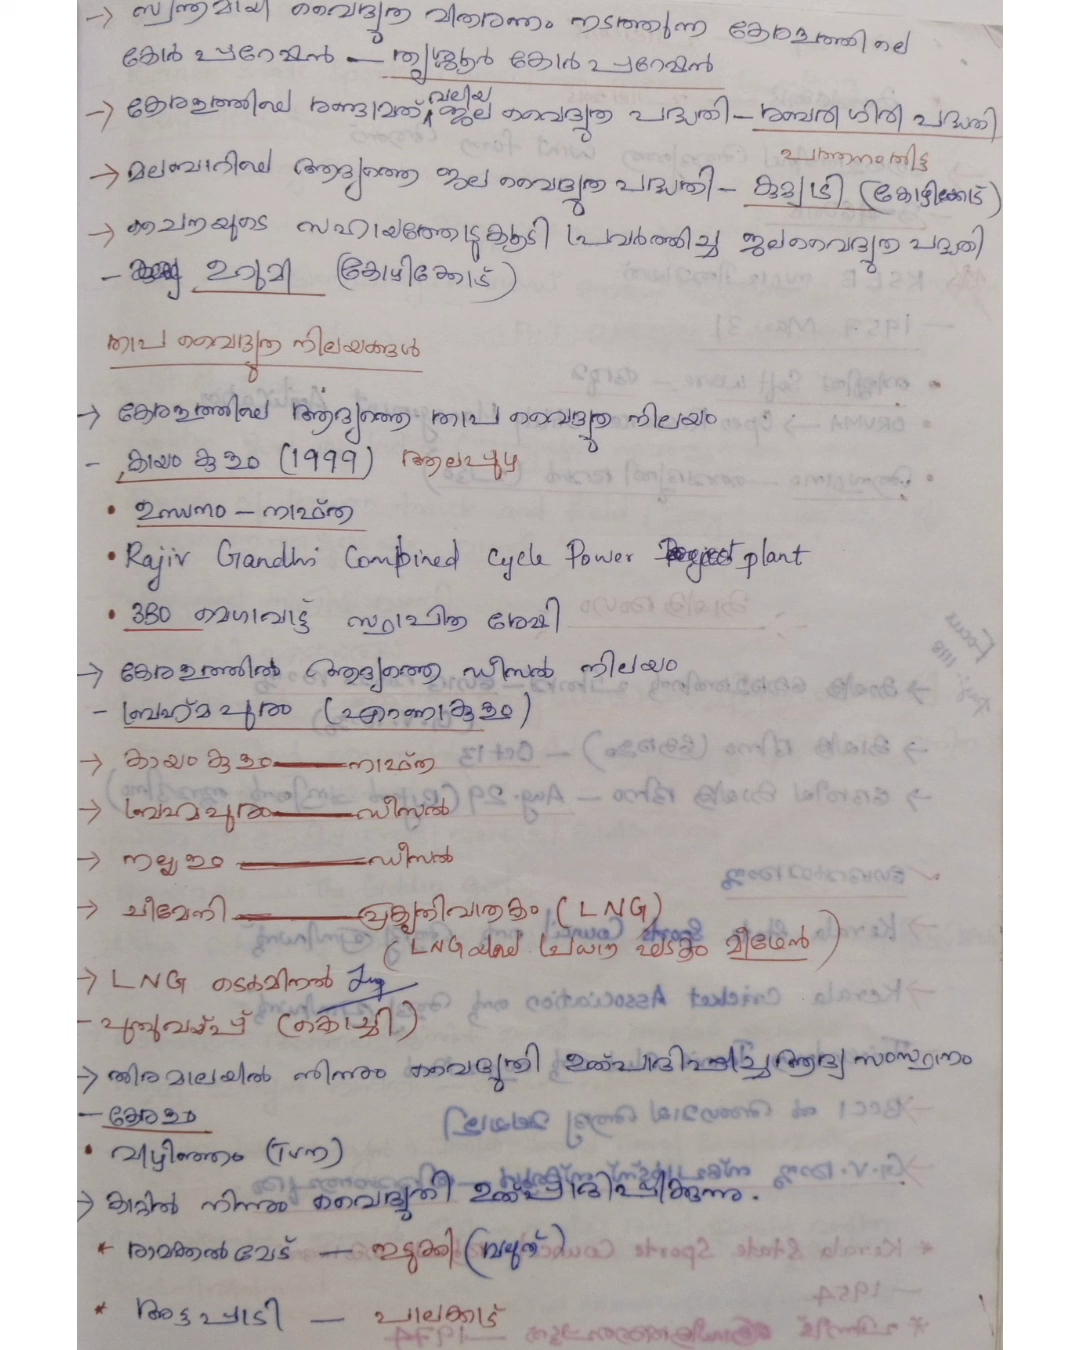 → സ്വന്തമായി വൈദ്യുത വിതരണം നടത്തുന്ന കേരളത്തിലെ
കോർപ്പറേഷൻ — തൃശ്ശൂർ കോർപ്പറേഷൻ
→ കേരളത്തിലെ രണ്ടാമത്തെ വലിയ ജല വൈദ്യുത പദ്ധതി – ശബരിഗിരി പദ്ധതി
പത്തനംതിട്ട
→ മലബാറിലെ ആദ്യത്തെ ജല വൈദ്യുത പദ്ധതി – കുറ്റ്യാടി (കോഴിക്കോട്)
→ ചൈനയുടെ സഹായത്തോടുകൂടി പ്രവർത്തിച്ച ജലവൈദ്യുത പദ്ധതി
– ഉറുമി (കോഴിക്കോട്)
താപ വൈദ്യുത നിലയങ്ങൾ
→ കേരളത്തിലെ ആദ്യത്തെ താപ വൈദ്യുത നിലയം
– കായംകുളം (1999) ആലപ്പുഴ
• ഇന്ധനം – നാഫ്ത
• Rajiv Gandhi Combined Cycle Power plant
• 380 മെഗാവാട്ട് സ്ഥാപിത ശേഷി
→ കേരളത്തിൽ ആദ്യത്തെ ഡീസൽ നിലയം
– ബ്രഹ്മപുരം (എറണാകുളം)
→ കായംകുളം — നാഫ്ത
→ ബ്രഹ്മപുരം — ഡീസൽ
→ നല്ലളം — ഡീസൽ
→ ചീമേനി — പ്രകൃതിവാതകം (LNG)
(LNG യിലെ പ്രധാന ഘടകം മീഥേൻ)
→ LNG ടെർമിനൽ
– പുതുവൈപ്പ് (കൊച്ചി)
→ തിരമാലയിൽ നിന്നും വൈദ്യുതി ഉത്പാദിപ്പിച്ച ആദ്യ സംസ്ഥാനം
– കേരളം
• വിഴിഞ്ഞം (Tvm)
→ കാറ്റിൽ നിന്നും വൈദ്യുതി ഉത്പാദിപ്പിക്കുന്നു.
* രാമക്കൽ മേട് — ഇടുക്കി (വലുത്)
* അട്ടപ്പാടി — പാലക്കാട്